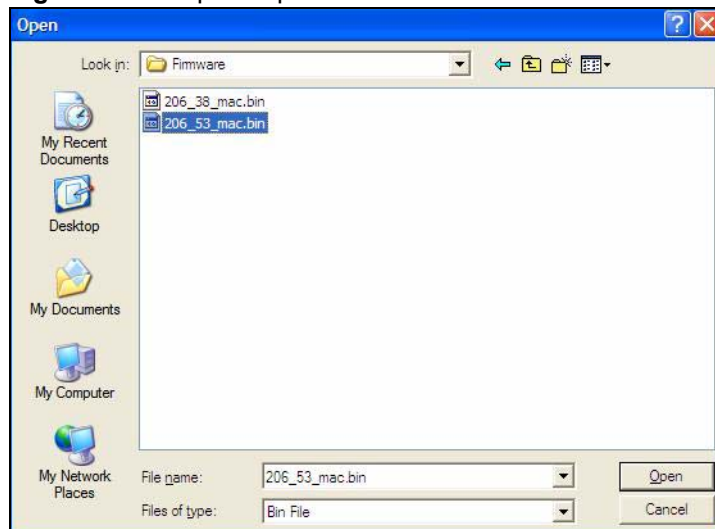 Open
Look in:
Firmware
206_38_mac.bin
206_53_mac.bin
My Recent
Documents
Desktop
My Documents
My Computer
My Network
Places
File name:
206_53_mac.bin
Open
Files of type:
Bin File
Cancel